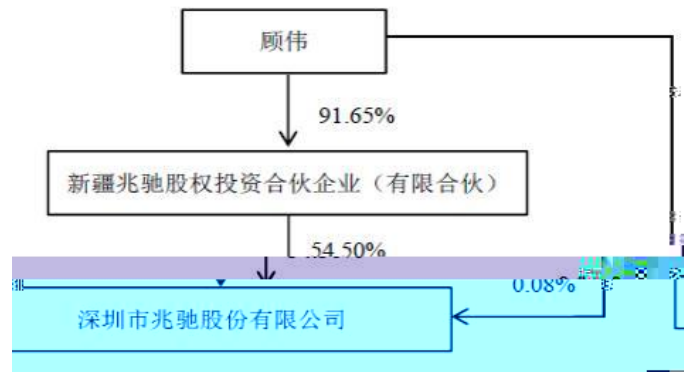 顾伟
91.65%
新疆兆驰股权投资合伙企业（有限合伙）
54.50%
0.08%
深圳市兆驰股份有限公司